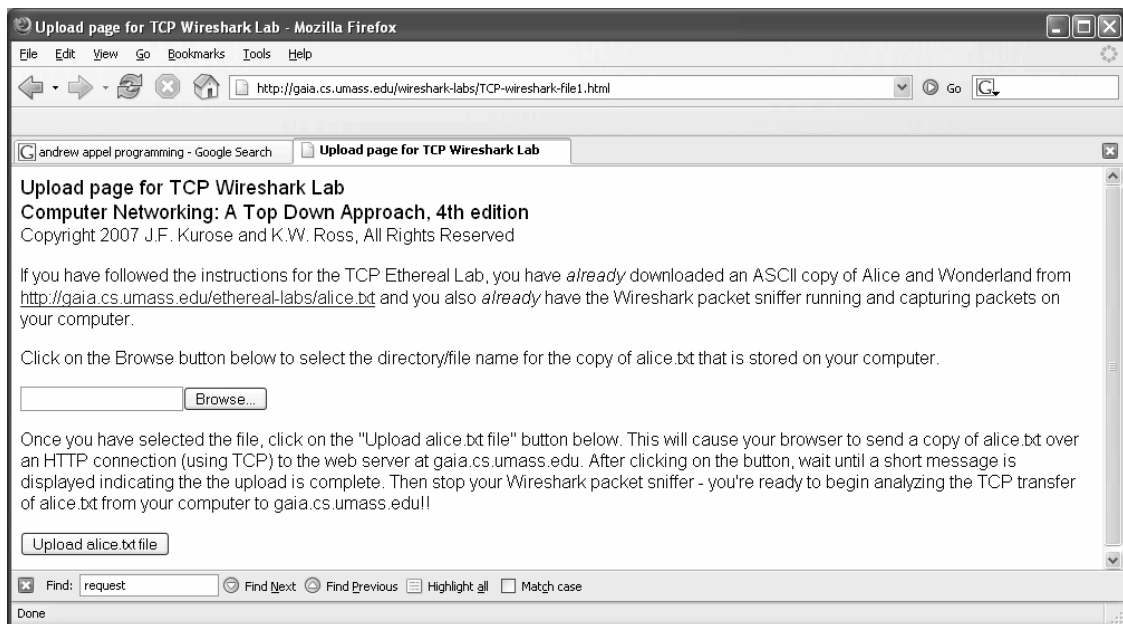 Upload page for TCP Wireshark Lab - Mozilla Firefox
File Edit View Go Bookmarks Tools Help
http://gaia.cs.umass.edu/wireshark-labs/TCP-wireshark-file1.html Go G
G andrew appel programming - Google Search Upload page for TCP Wireshark Lab
Upload page for TCP Wireshark Lab
Computer Networking: A Top Down Approach, 4th edition
Copyright 2007 J.F. Kurose and K.W. Ross, All Rights Reserved
If you have followed the instructions for the TCP Ethereal Lab, you have already downloaded an ASCII copy of Alice and Wonderland from
http://gaia.cs.umass.edu/ethereal-labs/alice.txt and you also already have the Wireshark packet sniffer running and capturing packets on
your computer.
Click on the Browse button below to select the directory/file name for the copy of alice.txt that is stored on your computer.
Browse...
Once you have selected the file, click on the "Upload alice.txt file" button below. This will cause your browser to send a copy of alice.txt over
an HTTP connection (using TCP) to the web server at gaia.cs.umass.edu. After clicking on the button, wait until a short message is
displayed indicating the the upload is complete. Then stop your Wireshark packet sniffer - you're ready to begin analyzing the TCP transfer
of alice.txt from your computer to gaia.cs.umass.edu!!
Upload alice.txt file
Find: request Find Next Find Previous Highlight all Match case
Done